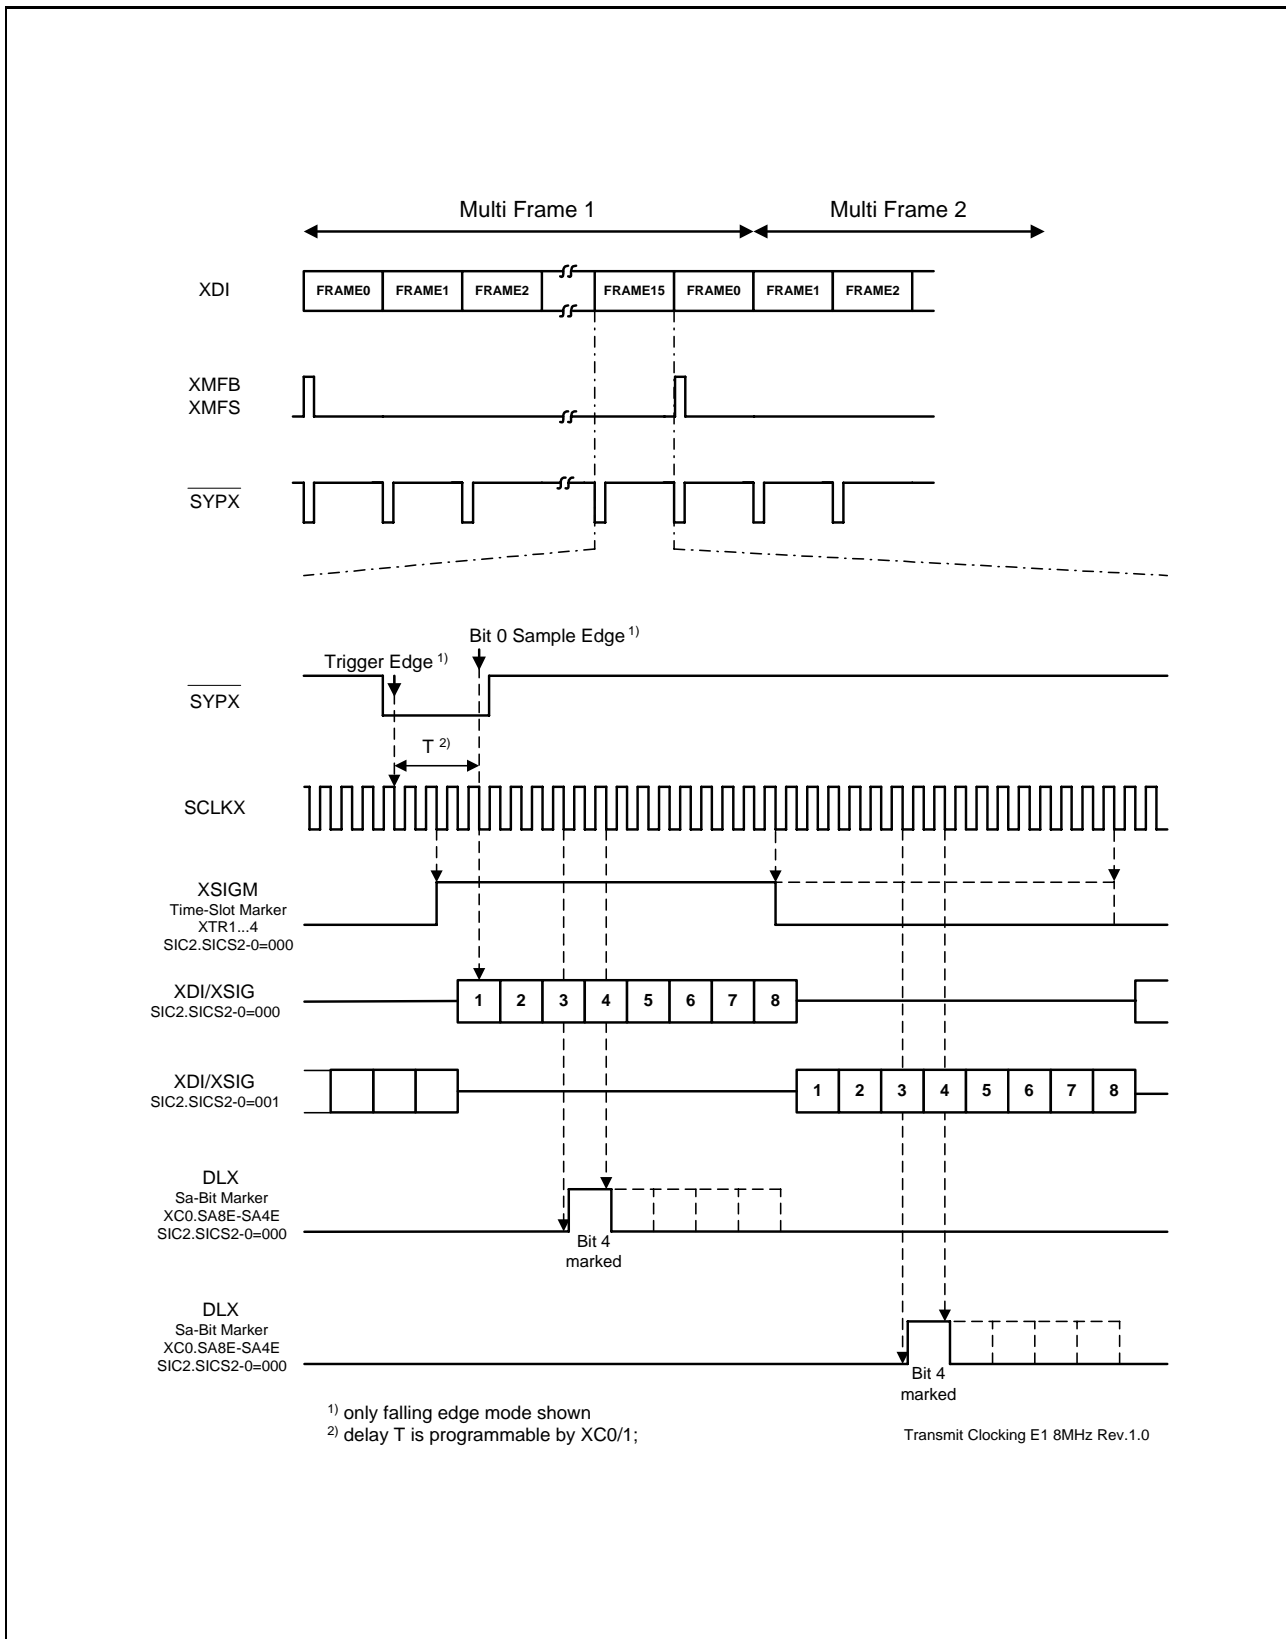 Multi Frame 1 Multi Frame 2
XDI FRAME0 FRAME1 FRAME2 FRAME15 FRAME0 FRAME1 FRAME2
XMFB
XMFS
SYPX
Bit 0 Sample Edge 1)
Trigger Edge 1)
SYPX
T 2)
SCLKX
XSIGM
Time-Slot Marker
XTR1...4
SIC2.SICS2-0=000
XDI/XSIG
SIC2.SICS2-0=000
1 2 3 4 5 6 7 8
XDI/XSIG
SIC2.SICS2-0=001
1 2 3 4 5 6 7 8
DLX
Sa-Bit Marker
XC0.SA8E-SA4E
SIC2.SICS2-0=000
Bit 4
marked
DLX
Sa-Bit Marker
XC0.SA8E-SA4E
SIC2.SICS2-0=000
Bit 4
marked
1) only falling edge mode shown
2) delay T is programmable by XC0/1;
Transmit Clocking E1 8MHz Rev.1.0